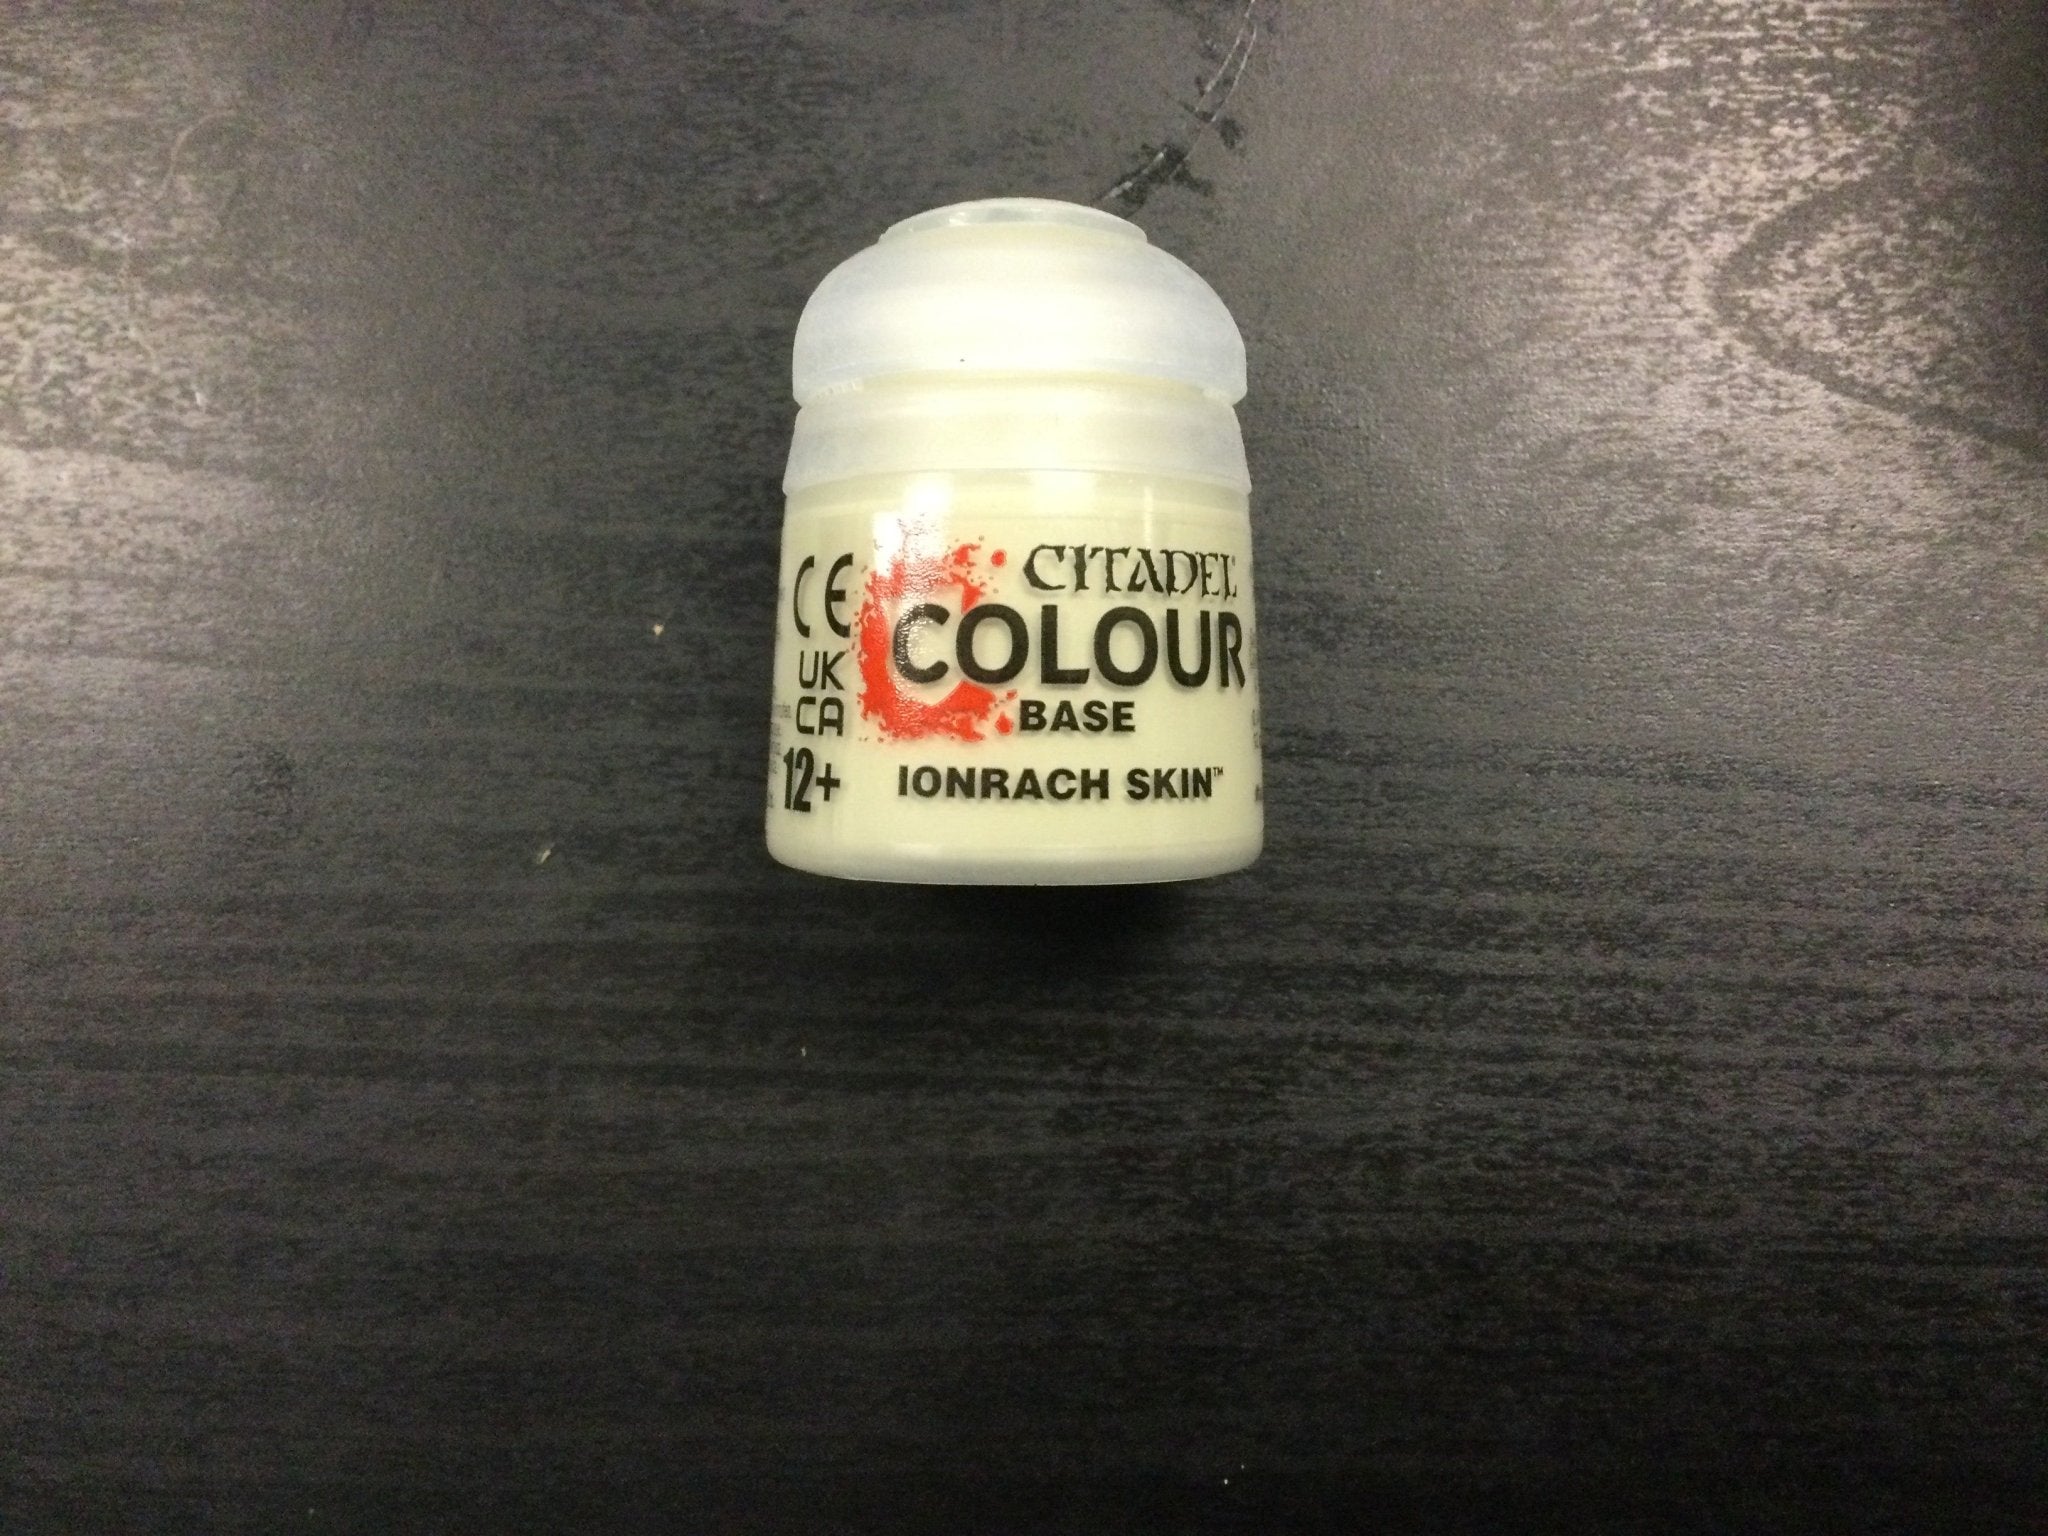 CE
UK
CA
12+
CITADEL
COLOUR
BASE
IONRACH SKIN™